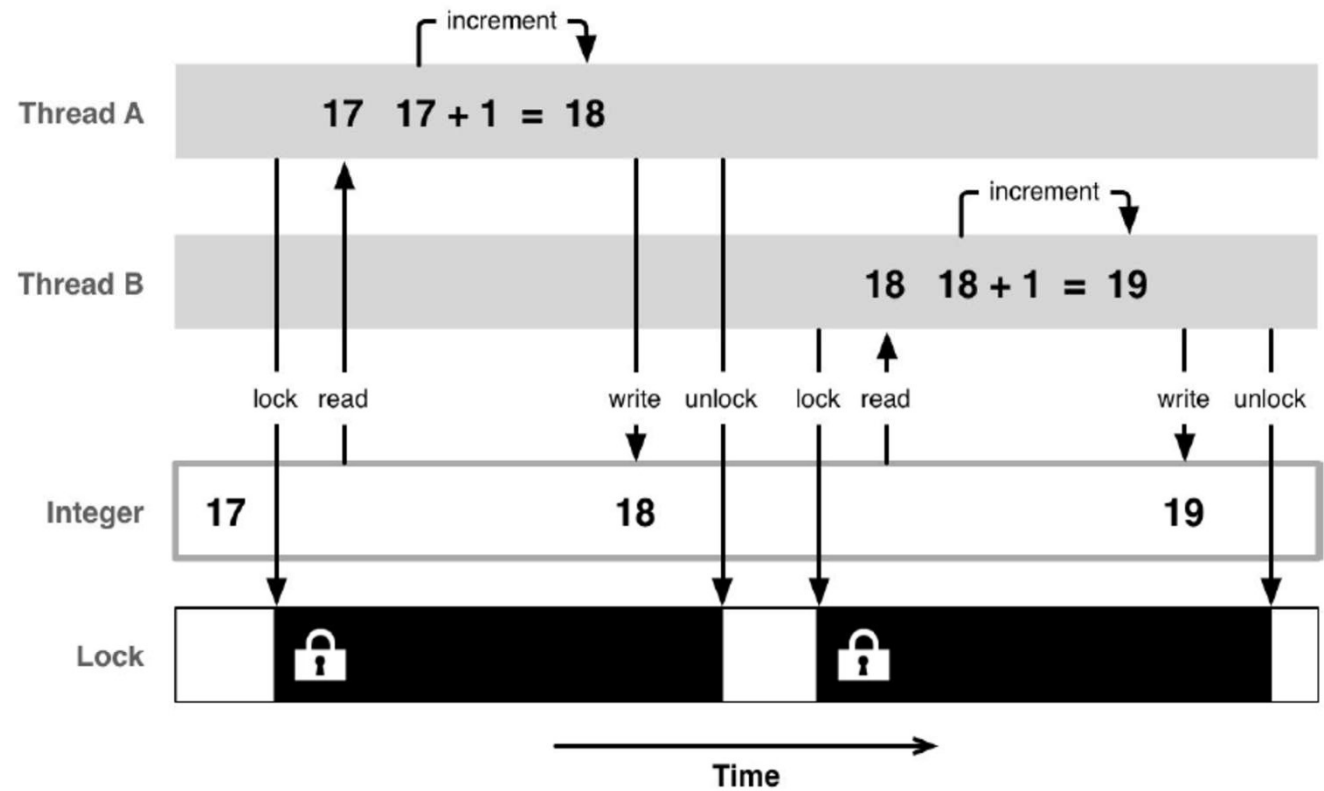 increment
Thread A 17 17 + 1 = 18
increment
Thread B 18 18 + 1 = 19
lock read write unlock lock read write unlock
Integer 17 18 19
Lock
Time